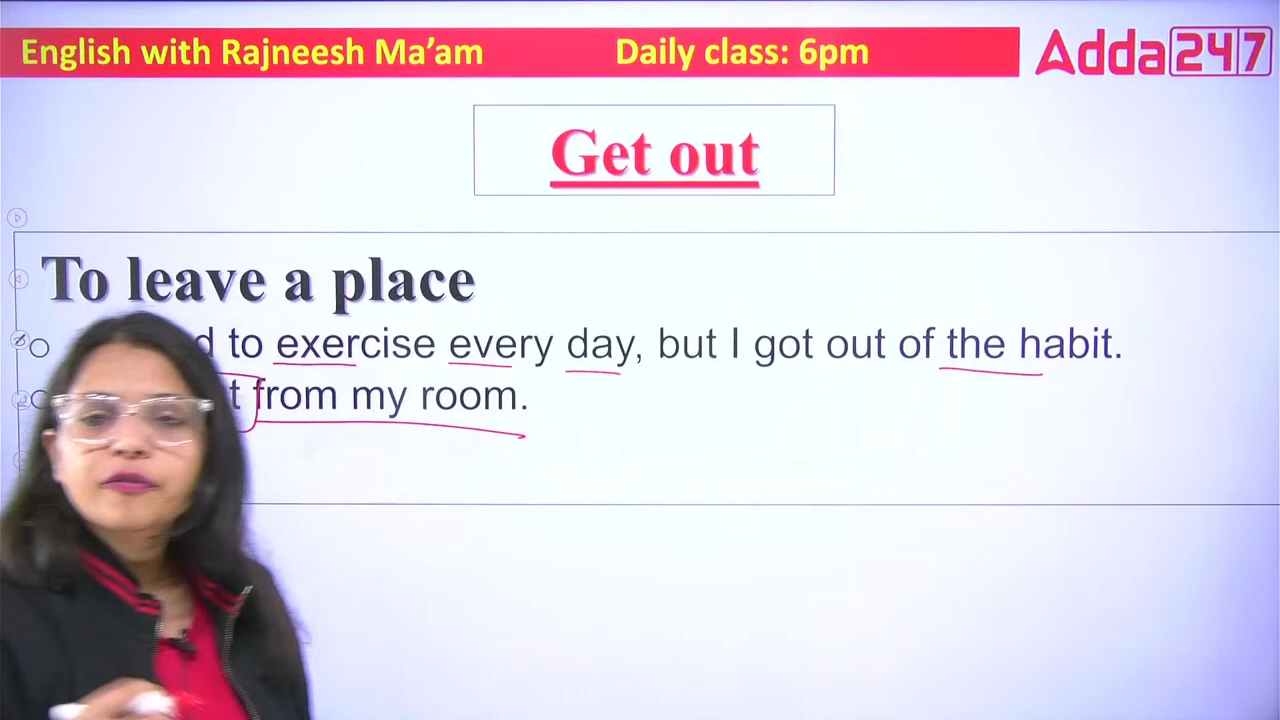 English with Rajneesh Ma’am Daily class: 6pm Adda247
Get out
To leave a place
to exercise every day, but I got out of the habit.
from my room.